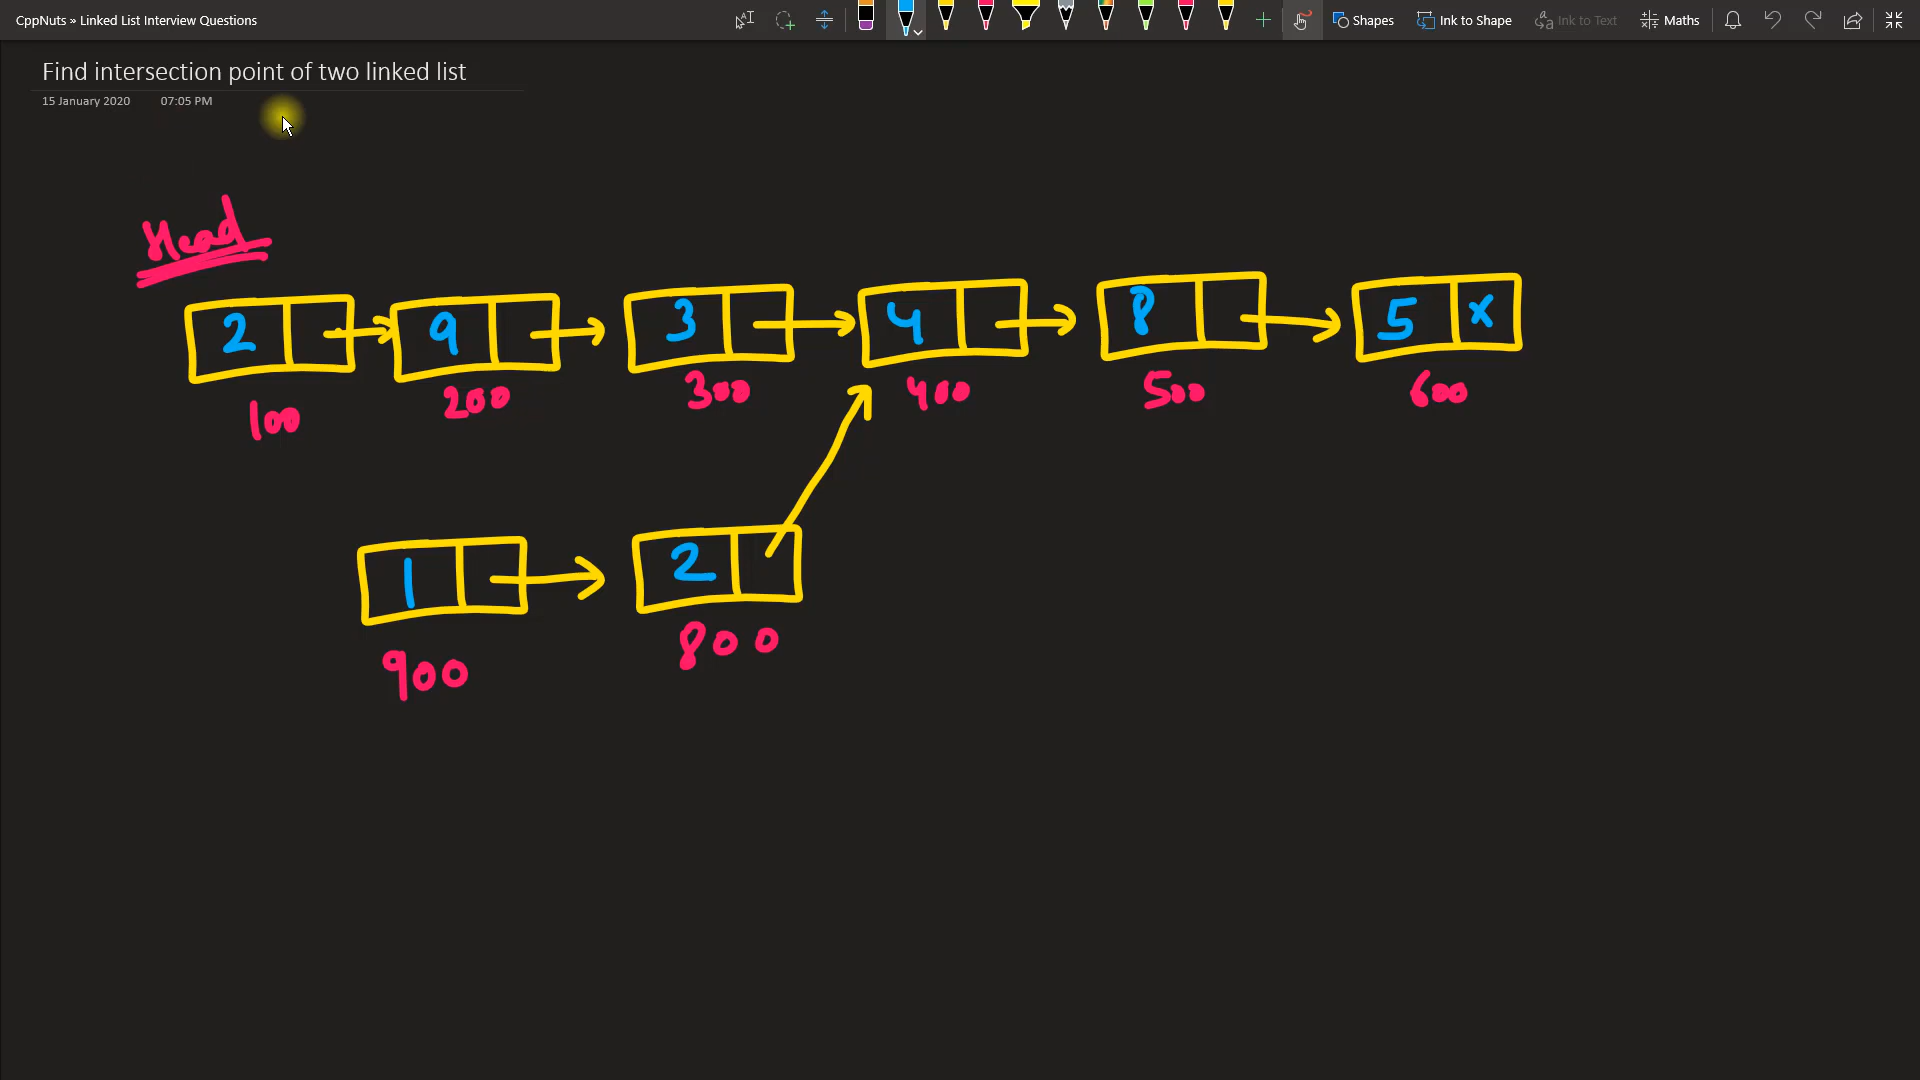 CppNuts » Linked List Interview Questions
Shapes Ink to Shape Ink to Text Maths
Find intersection point of two linked list
15 January 2020 07:05 PM
Head
2 9 3 4 8 5 X
100 200 300 400 500 600
1 2
900 800